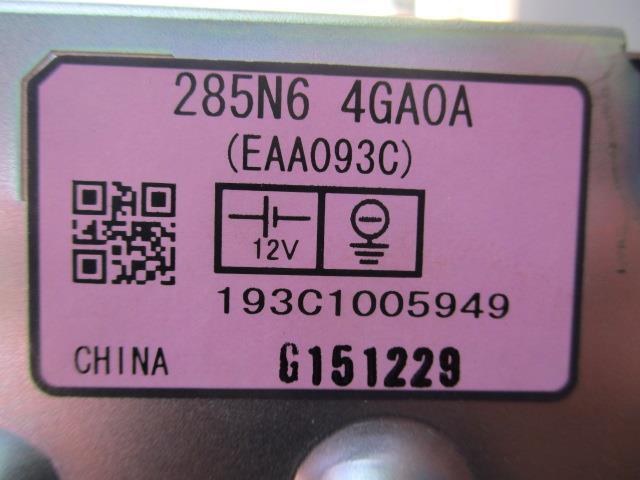 285N6 4GA0A
(EAA093C)
12V
193C1005949
CHINA G151229